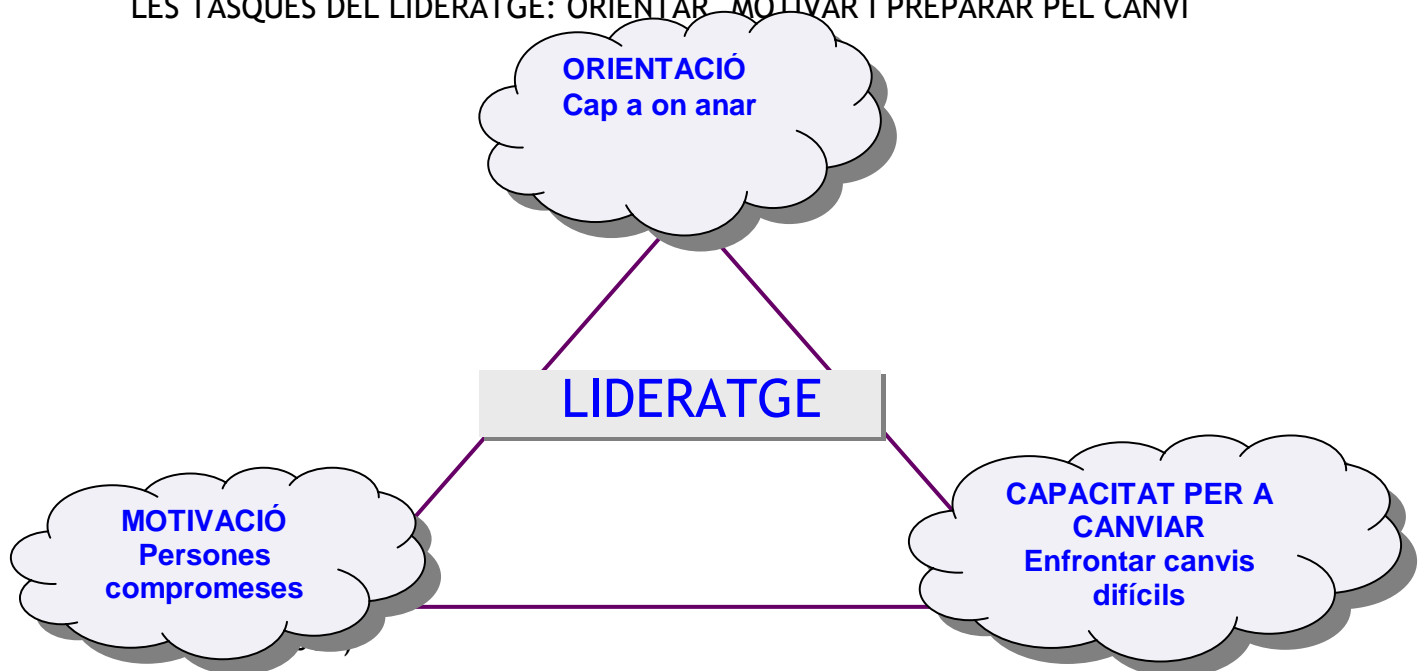 LES TASQUES DEL LIDERATGE: ORIENTAR, MOTIVAR I PREPARAR PEL CANVI
ORIENTACIÓ
Cap a on anar
LIDERATGE
MOTIVACIÓ
Persones
compromeses
CAPACITAT PER A
CANVIAR
Enfrontar canvis
difícils